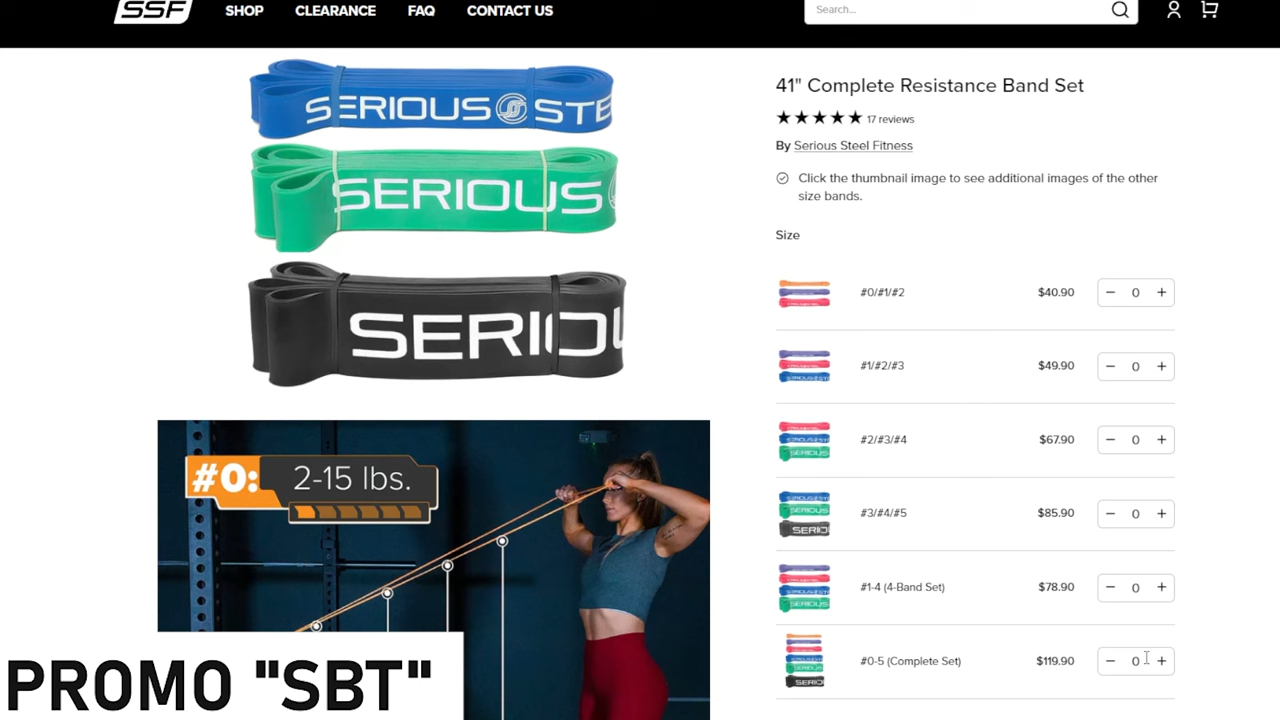 SSF
SHOP
CLEARANCE
FAQ
CONTACT US
Search...
SERIOUS STE
SERIOUS
SERIOU
41" Complete Resistance Band Set
17 reviews
By Serious Steel Fitness
Click the thumbnail image to see additional images of the other
size bands.
Size
#0/#1/#2 $40.90 − 0 +
#1/#2/#3 $49.90 − 0 +
#2/#3/#4 $67.90 − 0 +
#3/#4/#5 $85.90 − 0 +
#1-4 (4-Band Set) $78.90 − 0 +
#0-5 (Complete Set) $119.90 − 0 +
#0: 2-15 lbs.
PROMO "SBT"